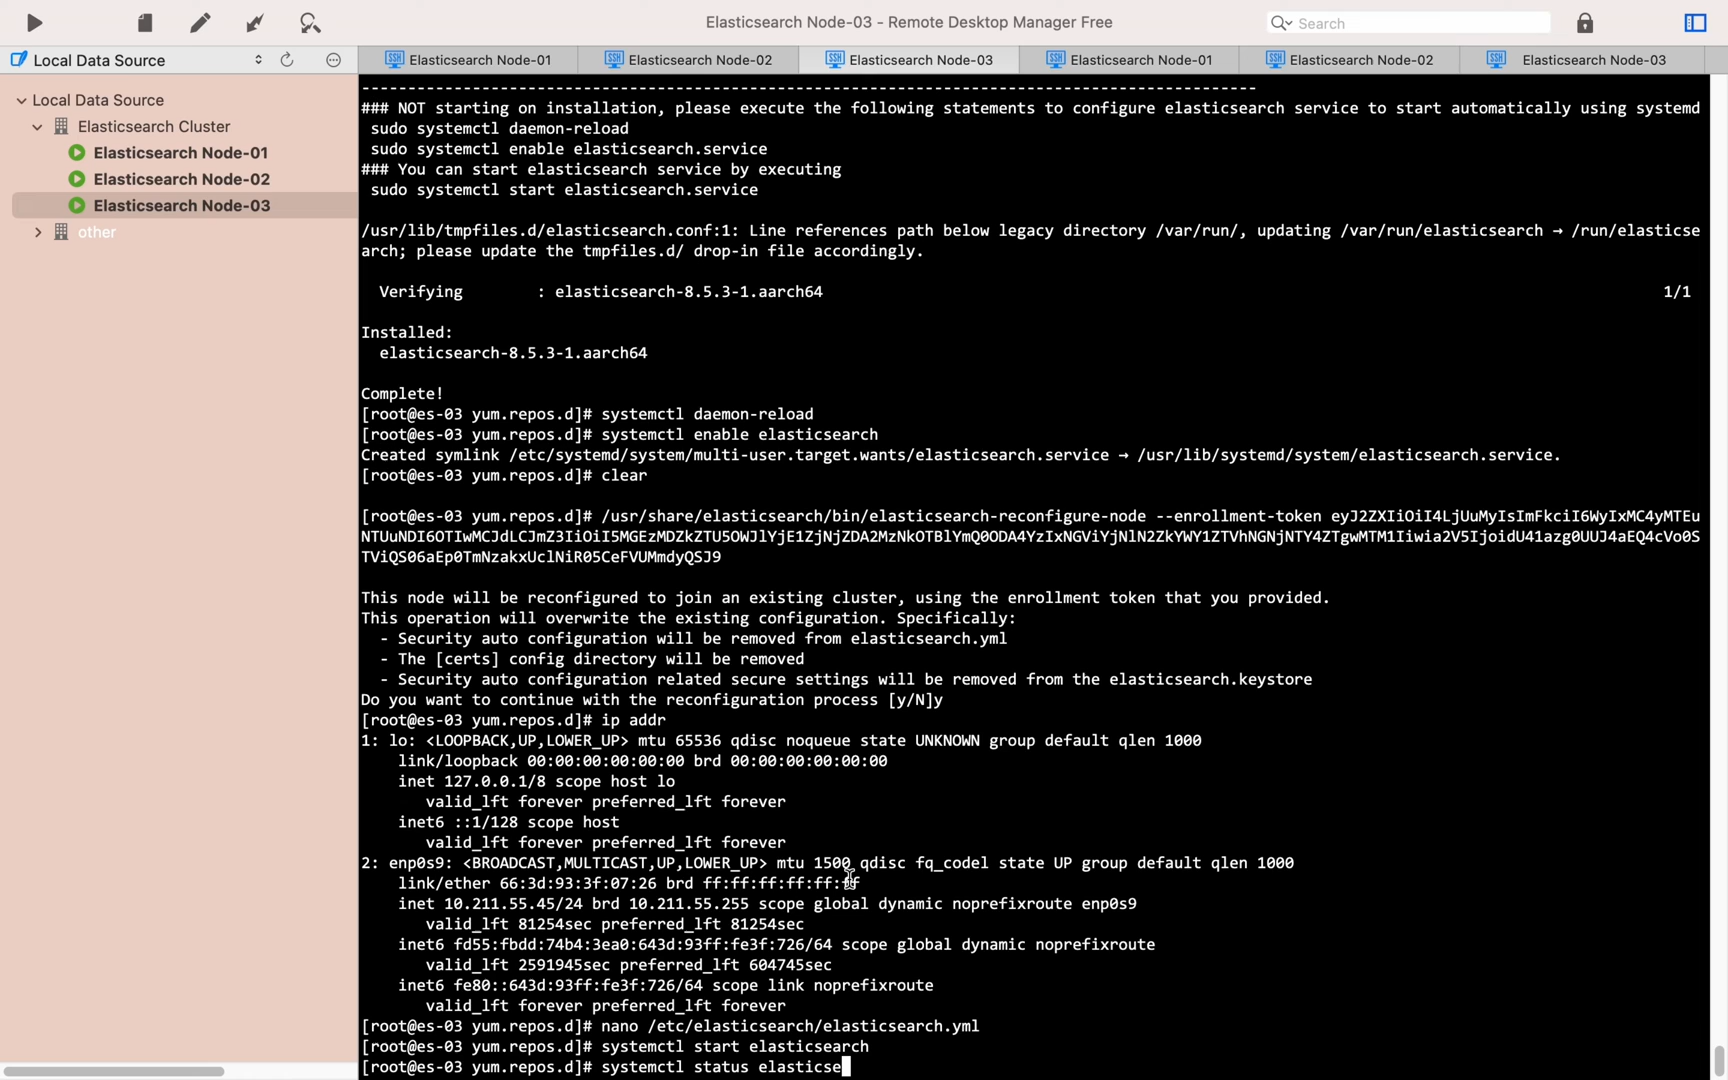 Elasticsearch Node-03 - Remote Desktop Manager Free
Search
Local Data Source
Elasticsearch Node-01
Elasticsearch Node-02
Elasticsearch Node-03
Elasticsearch Node-01
Elasticsearch Node-02
Elasticsearch Node-03
Local Data Source
Elasticsearch Cluster
Elasticsearch Node-01
Elasticsearch Node-02
Elasticsearch Node-03
other
--------------------------------------------------------------------------------------------------
### NOT starting on installation, please execute the following statements to configure elasticsearch service to start automatically using systemd
sudo systemctl daemon-reload
sudo systemctl enable elasticsearch.service
### You can start elasticsearch service by executing
sudo systemctl start elasticsearch.service
/usr/lib/tmpfiles.d/elasticsearch.conf:1: Line references path below legacy directory /var/run/, updating /var/run/elasticsearch → /run/elasticse
arch; please update the tmpfiles.d/ drop-in file accordingly.
Verifying        : elasticsearch-8.5.3-1.aarch64 1/1
Installed:
elasticsearch-8.5.3-1.aarch64
Complete!
[root@es-03 yum.repos.d]# systemctl daemon-reload
[root@es-03 yum.repos.d]# systemctl enable elasticsearch
Created symlink /etc/systemd/system/multi-user.target.wants/elasticsearch.service → /usr/lib/systemd/system/elasticsearch.service.
[root@es-03 yum.repos.d]# clear
[root@es-03 yum.repos.d]# /usr/share/elasticsearch/bin/elasticsearch-reconfigure-node --enrollment-token eyJ2ZXIiOiI4LjUuMyIsImFkciI6WyIxMC4yMTEu
NTUuNDI6OTIwMCJdLCJmZ3IiOiI5MGEzMDZkZTU5OWJlYjE1ZjNjZDA2MzNkOTBlYmQ0ODA4YzIxNGViYjNlN2ZkYWY1ZTVhNGNjNTY4ZTgwMTM1Iiwia2V5IjoidU41azg0UUJ4aEQ4cVo0S
TViQS06aEp0TmNzakxUclNiR05CeFVUMmdyQSJ9
This node will be reconfigured to join an existing cluster, using the enrollment token that you provided.
This operation will overwrite the existing configuration. Specifically:
- Security auto configuration will be removed from elasticsearch.yml
- The [certs] config directory will be removed
- Security auto configuration related secure settings will be removed from the elasticsearch.keystore
Do you want to continue with the reconfiguration process [y/N]y
[root@es-03 yum.repos.d]# ip addr
1: lo: <LOOPBACK,UP,LOWER_UP> mtu 65536 qdisc noqueue state UNKNOWN group default qlen 1000
link/loopback 00:00:00:00:00:00 brd 00:00:00:00:00:00
inet 127.0.0.1/8 scope host lo
valid_lft forever preferred_lft forever
inet6 ::1/128 scope host
valid_lft forever preferred_lft forever
2: enp0s9: <BROADCAST,MULTICAST,UP,LOWER_UP> mtu 1500 qdisc fq_codel state UP group default qlen 1000
link/ether 66:3d:93:3f:07:26 brd ff:ff:ff:ff:ff:ff
inet 10.211.55.45/24 brd 10.211.55.255 scope global dynamic noprefixroute enp0s9
valid_lft 81254sec preferred_lft 81254sec
inet6 fd55:fbdd:74b4:3ea0:643d:93ff:fe3f:726/64 scope global dynamic noprefixroute
valid_lft 2591945sec preferred_lft 604745sec
inet6 fe80::643d:93ff:fe3f:726/64 scope link noprefixroute
valid_lft forever preferred_lft forever
[root@es-03 yum.repos.d]# nano /etc/elasticsearch/elasticsearch.yml
[root@es-03 yum.repos.d]# systemctl start elasticsearch
[root@es-03 yum.repos.d]# systemctl status elasticse